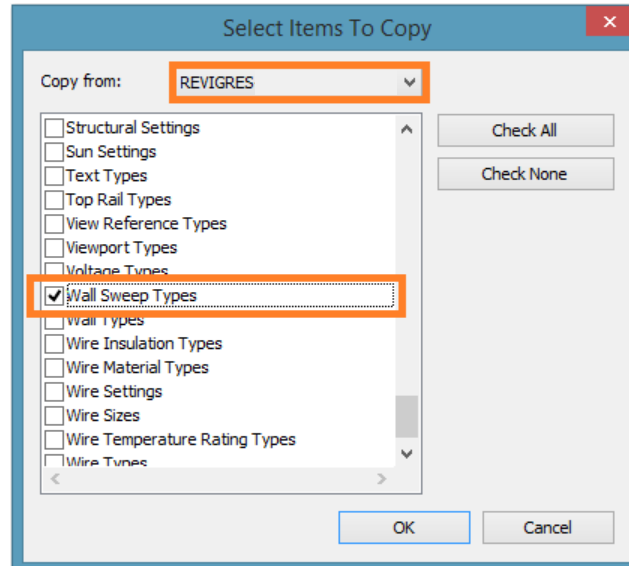 Select Items To Copy
Copy from: REVIGRES
Structural Settings
Check All
Sun Settings
Text Types
Check None
Top Rail Types
View Reference Types
Viewport Types
Voltage Types
Wall Sweep Types
Wall Types
Wire Insulation Types
Wire Material Types
Wire Settings
Wire Sizes
Wire Temperature Rating Types
Wire Types
OK Cancel